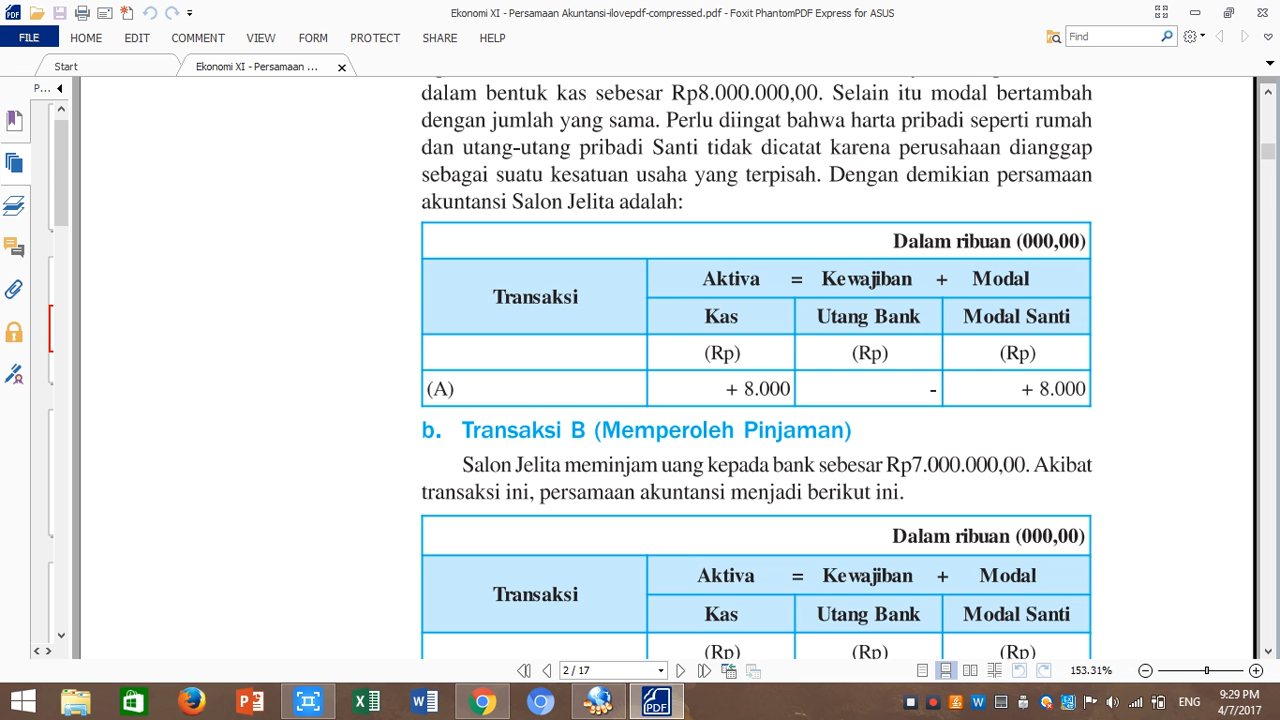 Ekonomi XI - Persamaan Akuntansi-ilovepdf-compressed.pdf - Foxit PhantomPDF Express for ASUS
FILE HOME EDIT COMMENT VIEW FORM PROTECT SHARE HELP
Find
Start Ekonomi XI - Persamaan ...
P...
dalam bentuk kas sebesar Rp8.000.000,00. Selain itu modal bertambah
dengan jumlah yang sama. Perlu diingat bahwa harta pribadi seperti rumah
dan utang-utang pribadi Santi tidak dicatat karena perusahaan dianggap
sebagai suatu kesatuan usaha yang terpisah. Dengan demikian persamaan
akuntansi Salon Jelita adalah:
Dalam ribuan (000,00)
Transaksi
Aktiva = Kewajiban + Modal
Kas Utang Bank Modal Santi
(Rp) (Rp) (Rp)
(A) + 8.000 - + 8.000
b. Transaksi B (Memperoleh Pinjaman)
Salon Jelita meminjam uang kepada bank sebesar Rp7.000.000,00. Akibat
transaksi ini, persamaan akuntansi menjadi berikut ini.
Dalam ribuan (000,00)
Transaksi
Aktiva = Kewajiban + Modal
Kas Utang Bank Modal Santi
(Rp) (Rp) (Rp)
2 / 17
153.31%
ENG
9:29 PM
4/7/2017